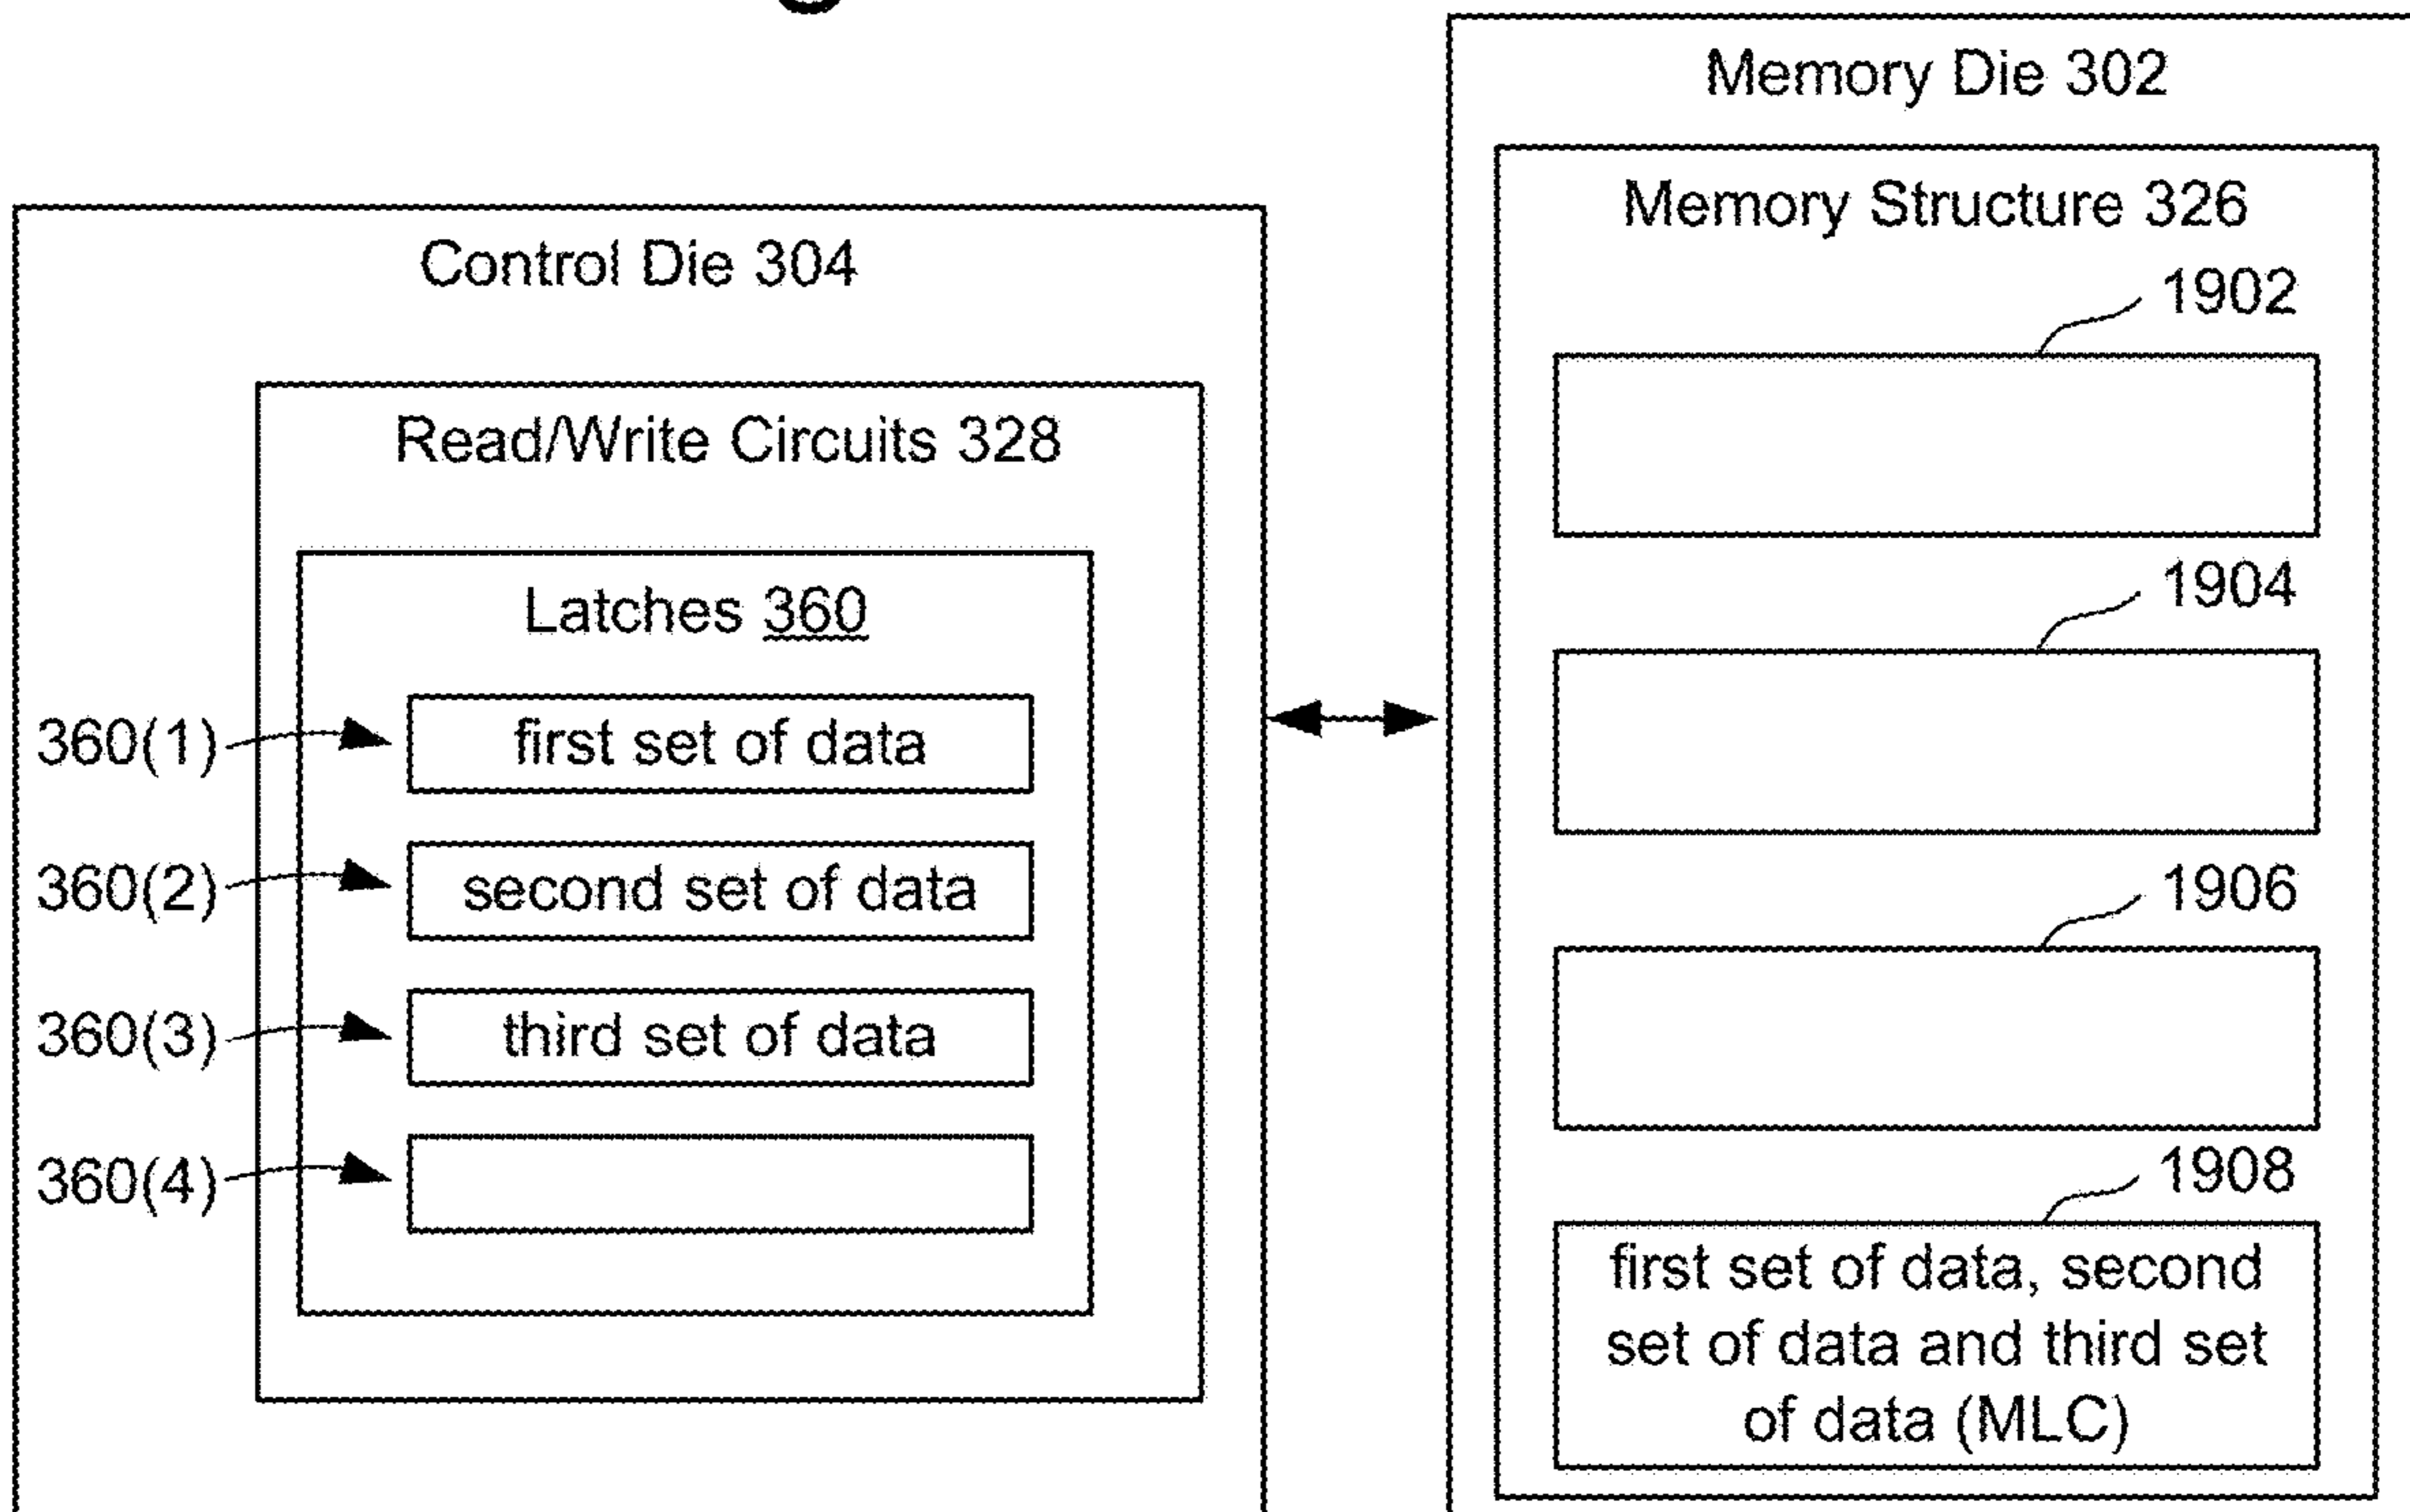 Memory Die 302
Memory Structure 326
1902
1904
1906
1908
first set of data, second
set of data and third set
of data (MLC)
Control Die 304
Read/Write Circuits 328
Latches 360
360(1)
first set of data
360(2)
second set of data
360(3)
third set of data
360(4)